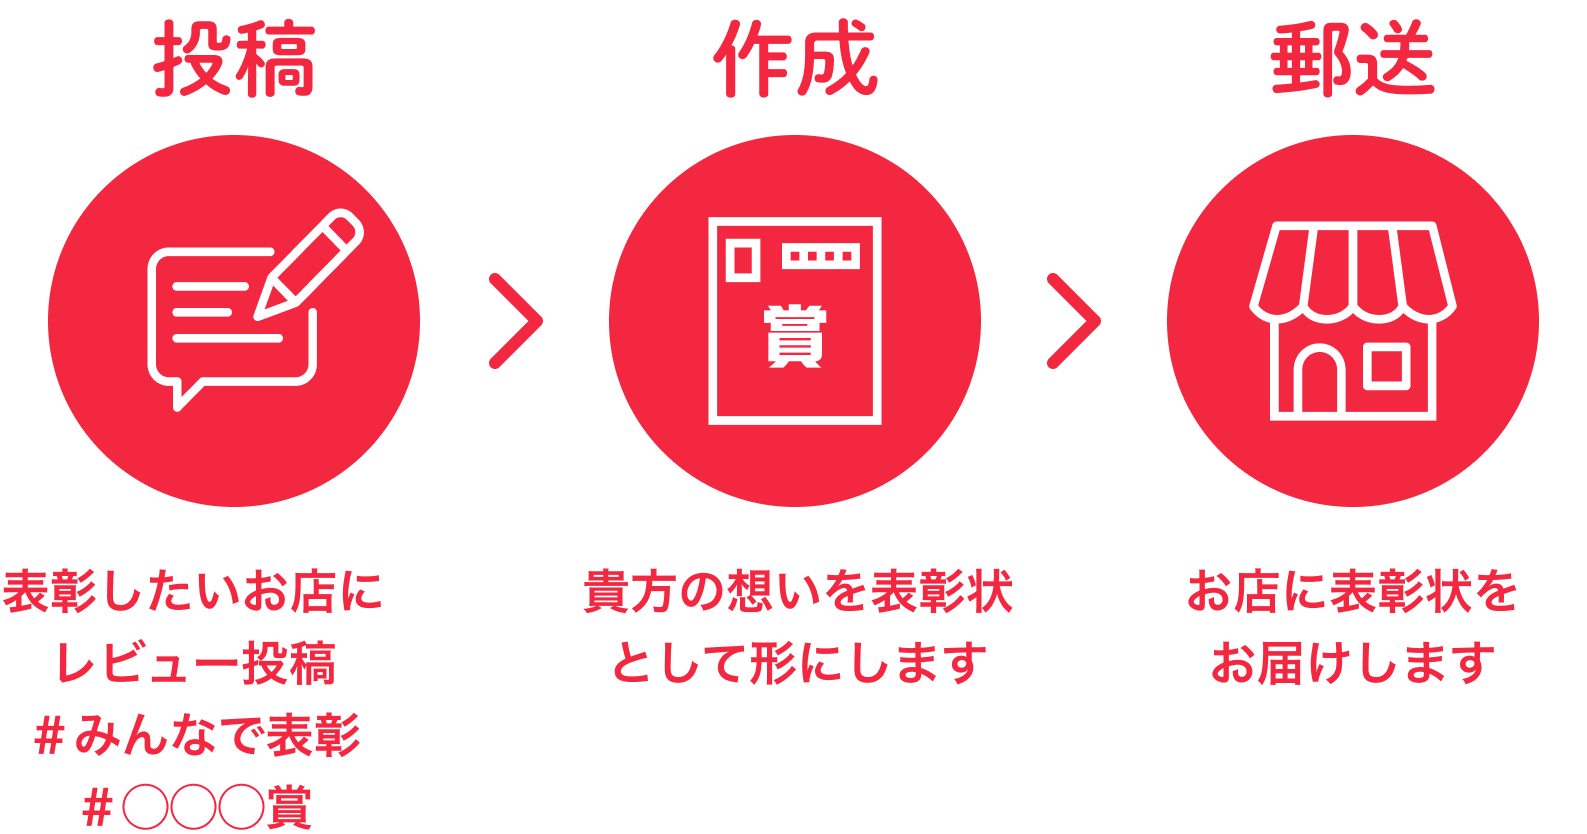 投稿
作成
郵送
賞
表彰したいお店に
レビュー投稿
# みんなで表彰
# ◯◯◯賞
貴方の想いを表彰状
として形にします
お店に表彰状を
お届けします